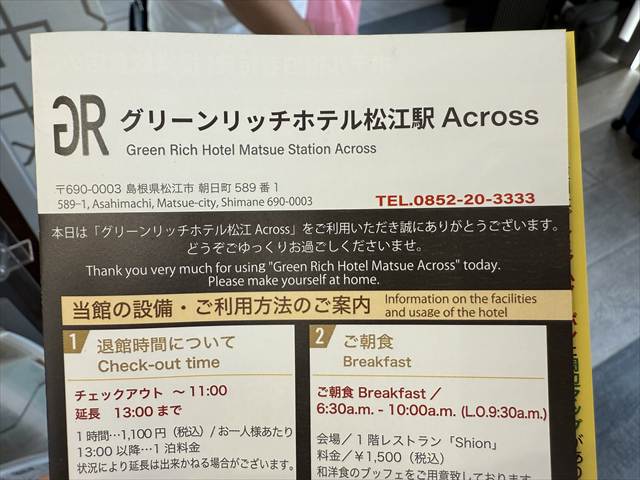 GR
グリーンリッチホテル松江駅 Across
Green Rich Hotel Matsue Station Across
〒690-0003 島根県松江市 朝日町 589 番 1
589-1, Asahimachi, Matsue-city, Shimane 690-0003
TEL.0852-20-3333
本日は「グリーンリッチホテル松江 Across」をご利用いただき誠にありがとうございます。
どうぞごゆっくりお過ごしくださいませ。
Thank you very much for using "Green Rich Hotel Matsue Across" today.
Please make yourself at home.
当館の設備・ご利用方法のご案内
Information on the facilities
and usage of the hotel
1 退館時間について
Check-out time
チェックアウト ～ 11:00
延長 13:00 まで
1 時間…1,100 円（税込）/ お一人様あたり
13:00 以降…1 泊料金
状況により延長は出来かねる場合がございます。
2 ご朝食
Breakfast
ご朝食 Breakfast ／
6:30a.m. - 10:00a.m. (L.O.9:30a.m.)
会場／ 1 階レストラン「Shion」
料金／￥1,500（税込）
和洋食のブッフェをご用意致しております